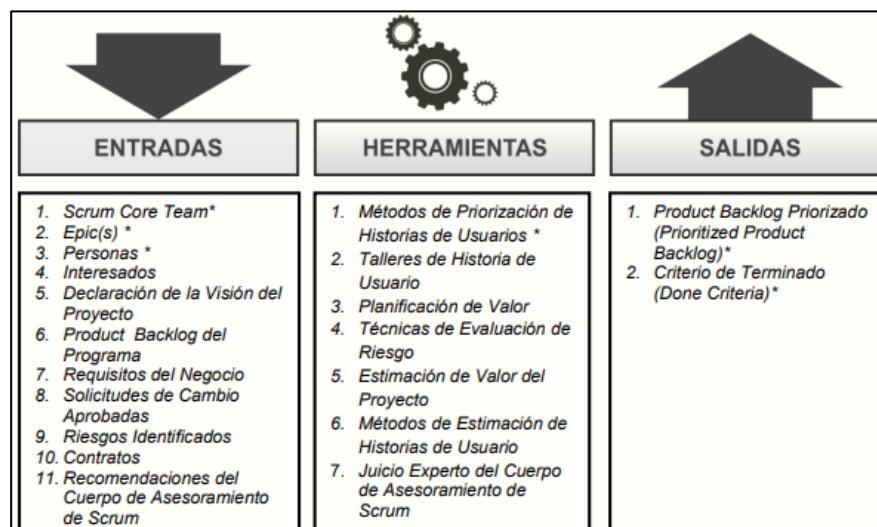 ENTRADAS
HERRAMIENTAS
SALIDAS
1. Scrum Core Team*
2. Epic(s) *
3. Personas *
4. Interesados
5. Declaración de la Visión del
Proyecto
6. Product Backlog del
Programa
7. Requisitos del Negocio
8. Solicitudes de Cambio
Aprobadas
9. Riesgos Identificados
10. Contratos
11. Recomendaciones del
Cuerpo de Asesoramiento
de Scrum
1. Métodos de Priorización de
Historias de Usuarios *
2. Talleres de Historia de
Usuario
3. Planificación de Valor
4. Técnicas de Evaluación de
Riesgo
5. Estimación de Valor del
Proyecto
6. Métodos de Estimación de
Historias de Usuario
7. Juicio Experto del Cuerpo
de Asesoramiento de
Scrum
1. Product Backlog Priorizado
(Prioritized Product
Backlog)*
2. Criterio de Terminado
(Done Criteria)*